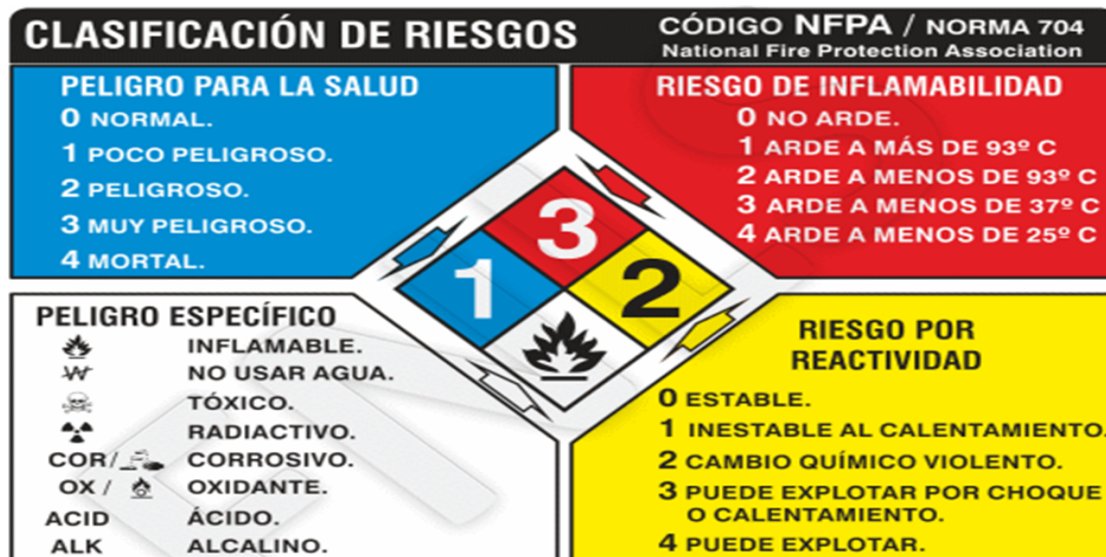 CLASIFICACIÓN DE RIESGOS
CÓDIGO NFPA / NORMA 704
National Fire Protection Association
PELIGRO PARA LA SALUD
0 NORMAL.
1 POCO PELIGROSO.
2 PELIGROSO.
3 MUY PELIGROSO.
4 MORTAL.
RIESGO DE INFLAMABILIDAD
0 NO ARDE.
1 ARDE A MÁS DE 93º C
2 ARDE A MENOS DE 93º C
3 ARDE A MENOS DE 37º C
4 ARDE A MENOS DE 25º C
3
1
2
PELIGRO ESPECÍFICO
INFLAMABLE.
W NO USAR AGUA.
TÓXICO.
RADIACTIVO.
COR/ CORROSIVO.
OX / OXIDANTE.
ACID ÁCIDO.
ALK ALCALINO.
RIESGO POR
REACTIVIDAD
0 ESTABLE.
1 INESTABLE AL CALENTAMIENTO.
2 CAMBIO QUÍMICO VIOLENTO.
3 PUEDE EXPLOTAR POR CHOQUE
O CALENTAMIENTO.
4 PUEDE EXPLOTAR.